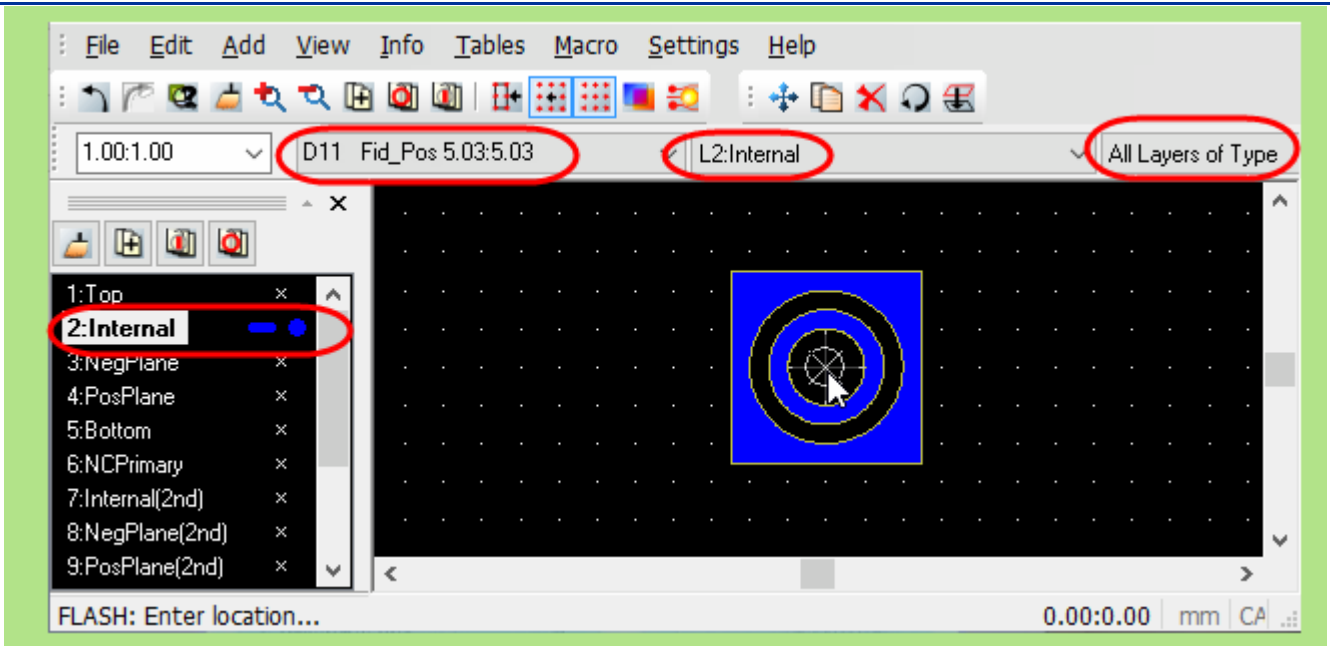 File Edit Add View Info Tables Macro Settings Help
1.00:1.00 D11 Fid_Pos 5.03:5.03 L2:Internal All Layers of Type
1:Top
2:Internal
3:NegPlane
4:PosPlane
5:Bottom
6:NCPrimary
7:Internal(2nd)
8:NegPlane(2nd)
9:PosPlane(2nd)
FLASH: Enter location... 0.00:0.00 mm CA